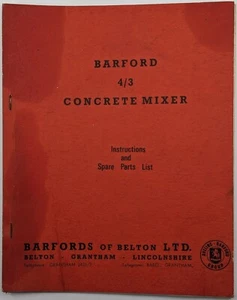 BARFORD
4/3
CONCRETE MIXER
Instructions
and
Spare Parts List
BARFORDS OF BELTON LTD.
BELTON - GRANTHAM - LINCOLNSHIRE